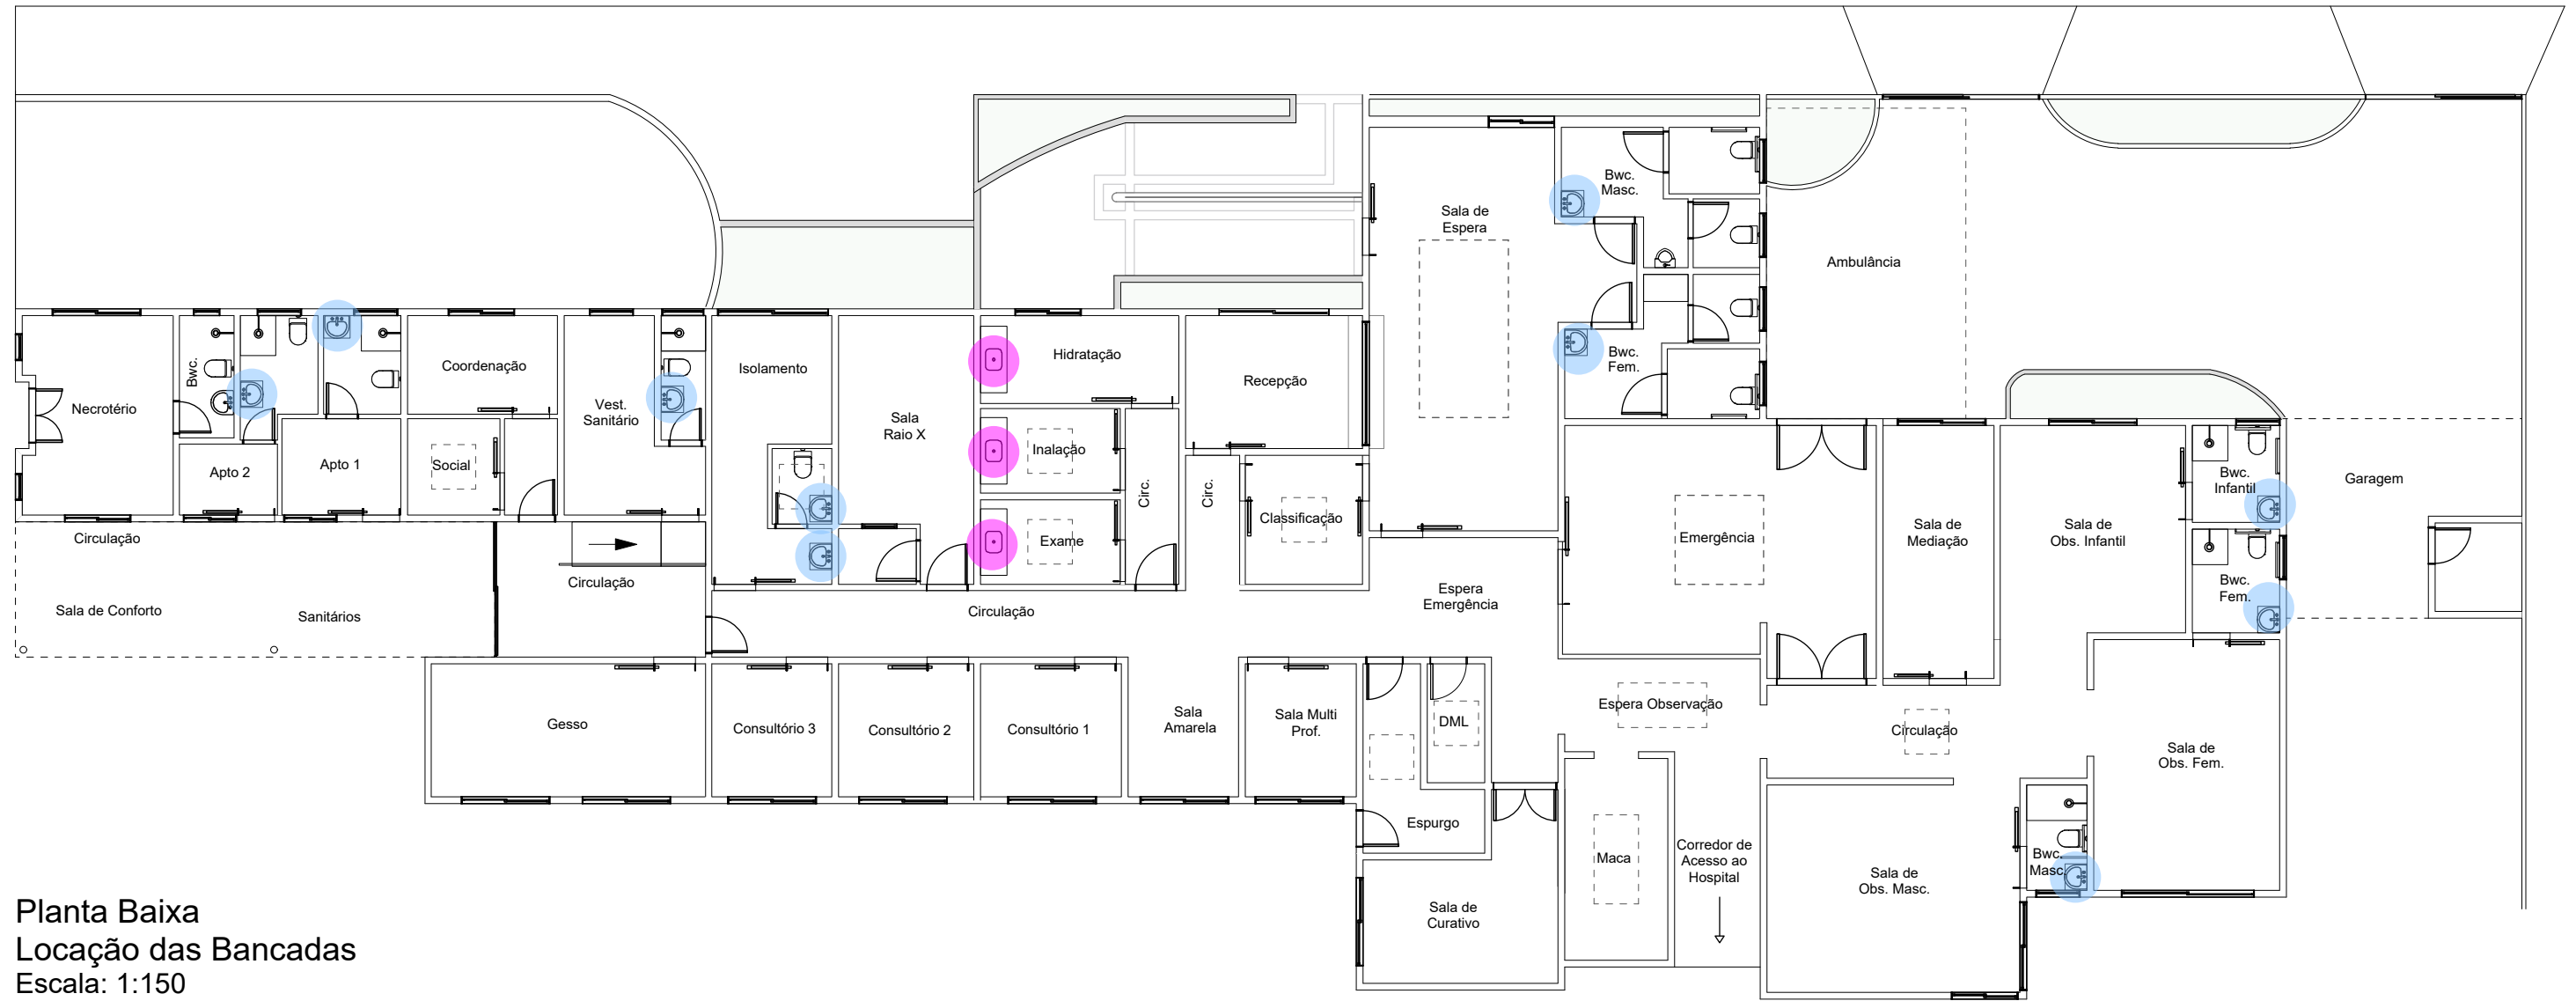 Bwc.
Masc.
Sala de
Espera
Ambulância
Hidratação
Bwc.
Fem.
Bwc.
Coordenação
Isolamento
Recepção
Necrotério
Vest.
Sanitário
Sala
Raio X
Inalação
Apto 2
Apto 1
Social
Circ.
Circ.
Bwc.
Infantil
Garagem
Classificação
Emergência
Sala de
Mediação
Sala de
Obs. Infantil
Circulação
Exame
Circulação
Bwc.
Fem.
Sala de Conforto
Sanitários
Circulação
Espera
Emergência
Gesso
Consultório 3
Consultório 2
Consultório 1
Sala
Amarela
Sala Multi
Prof.
DML
Espera Observação
Circulação
Sala de
Obs. Fem.
Espurgo
Maca
Corredor de
Acesso ao
Hospital
Bwc.
Masc.
Sala de
Obs. Masc.
Sala de
Curativo
Planta Baixa
Locação das Bancadas
Escala: 1:150